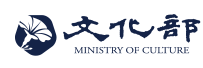 文化部
MINISTRY OF CULTURE